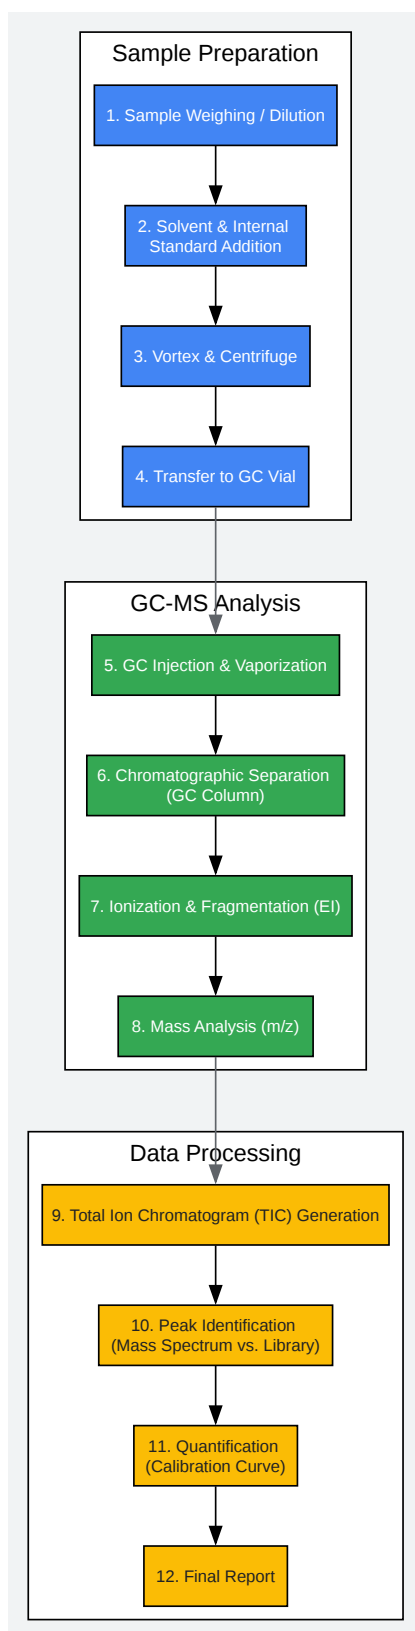 Sample Preparation
1. Sample Weighing / Dilution
2. Solvent & Internal
Standard Addition
3. Vortex & Centrifuge
4. Transfer to GC Vial
GC-MS Analysis
5. GC Injection & Vaporization
6. Chromatographic Separation
(GC Column)
7. Ionization & Fragmentation (EI)
8. Mass Analysis (m/z)
Data Processing
9. Total Ion Chromatogram (TIC) Generation
10. Peak Identification
(Mass Spectrum vs. Library)
11. Quantification
(Calibration Curve)
12. Final Report